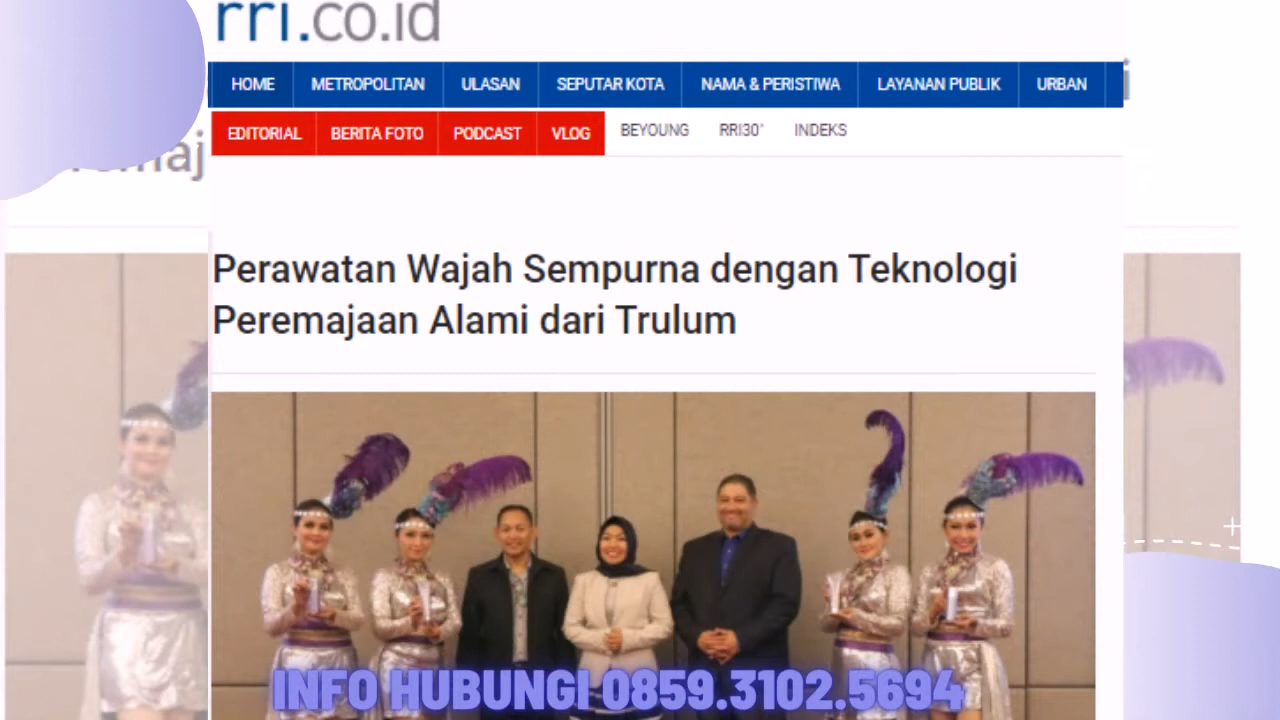 rri.co.id
HOME METROPOLITAN ULASAN SEPUTAR KOTA NAMA & PERISTIWA LAYANAN PUBLIK URBAN
EDITORIAL BERITA FOTO PODCAST VLOG BEYOUNG RRI30° INDEKS
Perawatan Wajah Sempurna dengan Teknologi
Peremajaan Alami dari Trulum
INFO HUBUNGI 0859.3102.5694